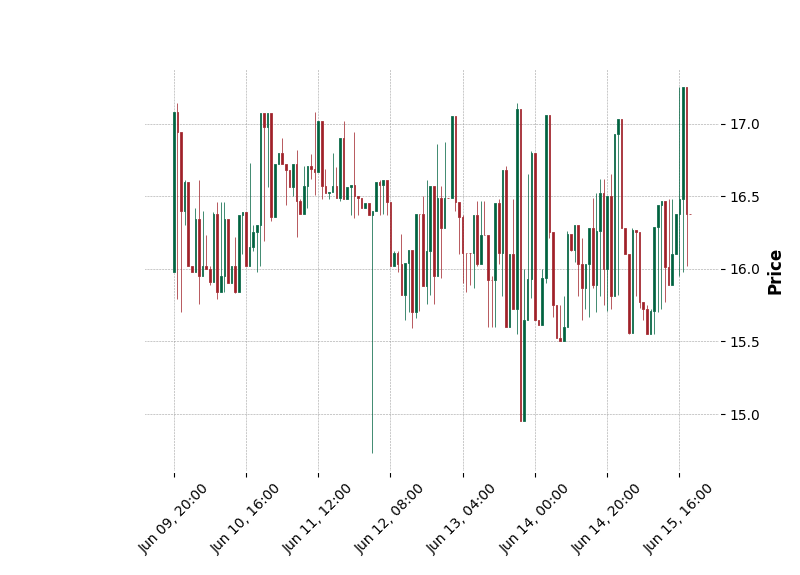 17.0
16.5
16.0
15.5
15.0
Price
Jun 09, 20:00
Jun 10, 16:00
Jun 11, 12:00
Jun 12, 08:00
Jun 13, 04:00
Jun 14, 00:00
Jun 14, 20:00
Jun 15, 16:00